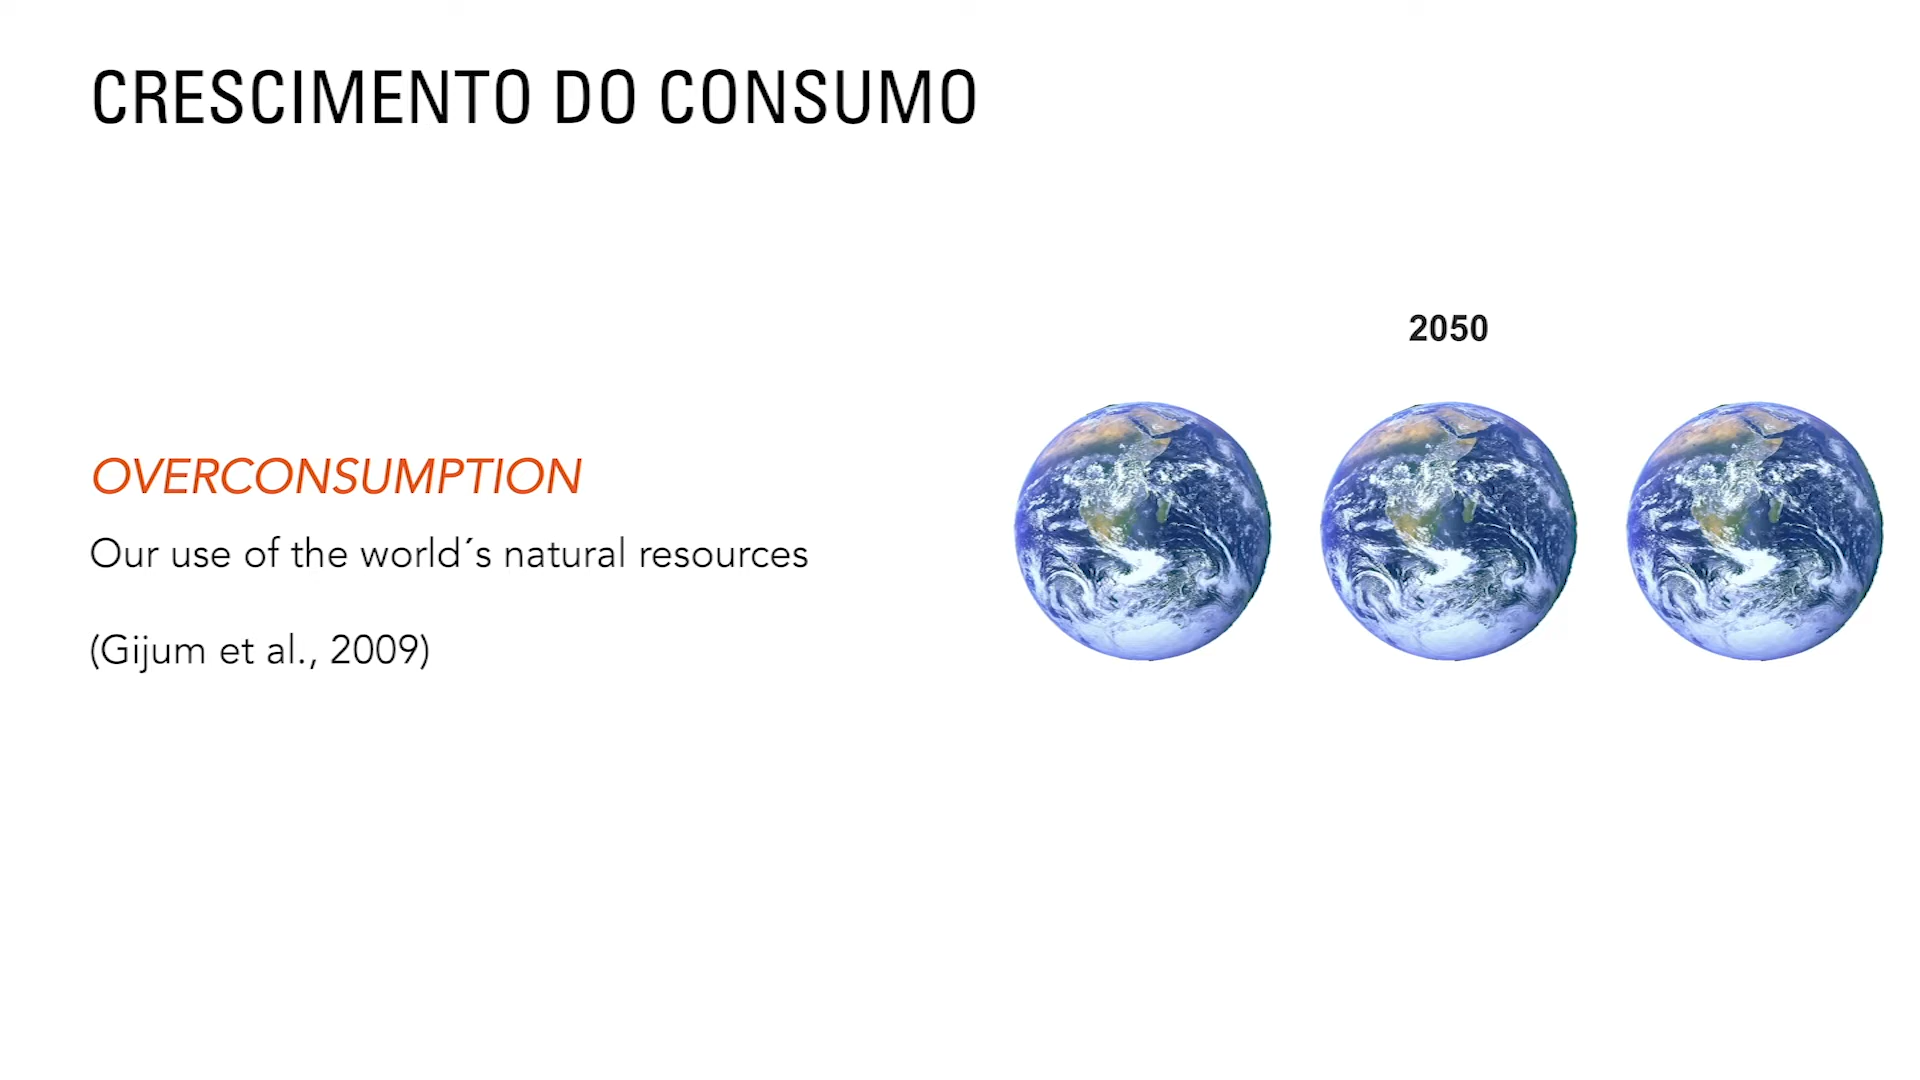 CRESCIMENTO DO CONSUMO
2050
OVERCONSUMPTION
Our use of the world´s natural resources
(Gijum et al., 2009)